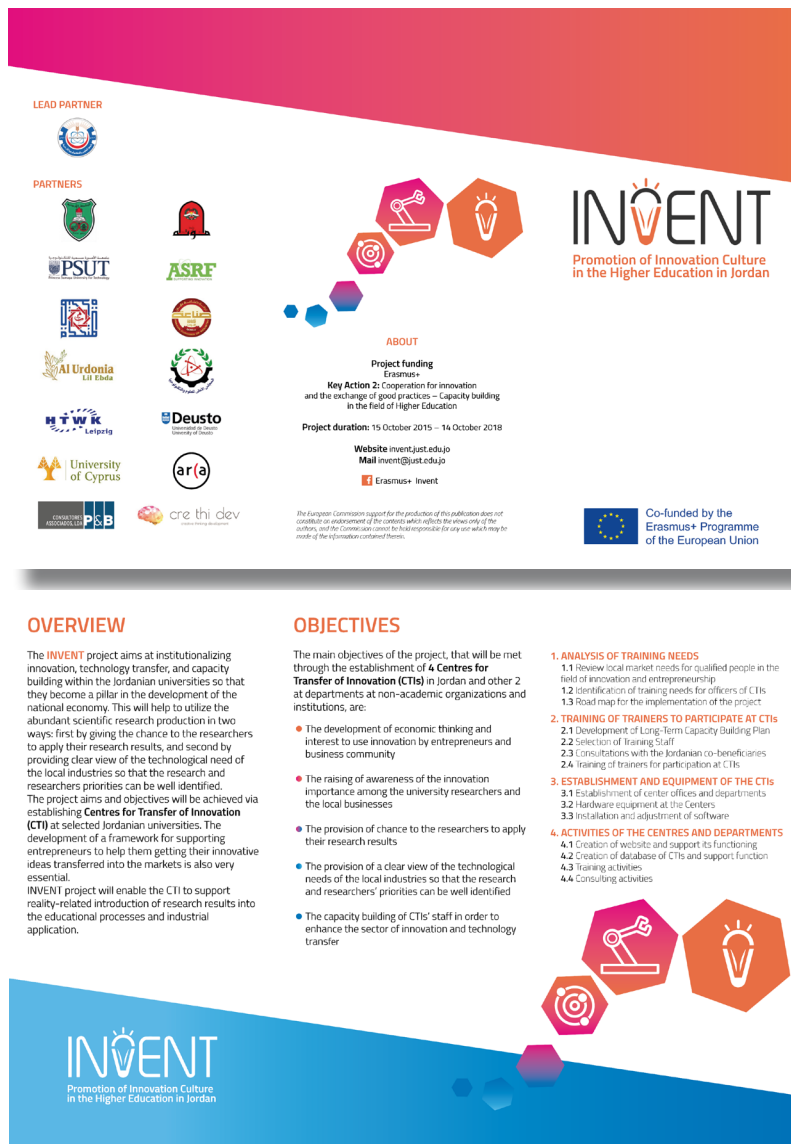 LEAD PARTNER
PARTNERS
PSUT
ASRF
Al Urdonia
Lil Ebda
HTWK
Leipzig
Deusto
Universidad de Deusto
University of Deusto
University
of Cyprus
ar(a)
CONSULTORES
ASSOCIADOS, LDA
P&B
cre thi dev
ABOUT
Project funding
Erasmus+
Key Action 2: Cooperation for innovation
and the exchange of good practices – Capacity building
in the field of Higher Education
Project duration: 15 October 2015 – 14 October 2018
Website invent.just.edu.jo
Mail invent@just.edu.jo
f Erasmus+ Invent
The European Commission support for the production of this publication does not
constitute an endorsement of the contents which reflects the views only of the
authors, and the Commission cannot be held responsible for any use which may be
made of the information contained therein.
INVENT
Promotion of Innovation Culture
in the Higher Education in Jordan
Co-funded by the
Erasmus+ Programme
of the European Union
OVERVIEW
The INVENT project aims at institutionalizing
innovation, technology transfer, and capacity
building within the Jordanian universities so that
they become a pillar in the development of the
national economy. This will help to utilize the
abundant scientific research production in two
ways: first by giving the chance to the researchers
to apply their research results, and second by
providing clear view of the technological need of
the local industries so that the research and
researchers priorities can be well identified.
The project aims and objectives will be achieved via
establishing Centres for Transfer of Innovation
(CTI) at selected Jordanian universities. The
development of a framework for supporting
entrepreneurs to help them getting their innovative
ideas transferred into the markets is also very
essential.
INVENT project will enable the CTI to support
reality-related introduction of research results into
the educational processes and industrial
application.
OBJECTIVES
The main objectives of the project, that will be met
through the establishment of 4 Centres for
Transfer of Innovation (CTIs) in Jordan and other 2
at departments at non-academic organizations and
institutions, are:
The development of economic thinking and
interest to use innovation by entrepreneurs and
business community
The raising of awareness of the innovation
importance among the university researchers and
the local businesses
The provision of chance to the researchers to apply
their research results
The provision of a clear view of the technological
needs of the local industries so that the research
and researchers' priorities can be well identified
The capacity building of CTIs' staff in order to
enhance the sector of innovation and technology
transfer
1. ANALYSIS OF TRAINING NEEDS
1.1 Review local market needs for qualified people in the
field of innovation and entrepreneurship
1.2 Identification of training needs for officers of CTIs
1.3 Road map for the implementation of the project
2. TRAINING OF TRAINERS TO PARTICIPATE AT CTIs
2.1 Development of Long-Term Capacity Building Plan
2.2 Selection of Training Staff
2.3 Consultations with the Jordanian co-beneficiaries
2.4 Training of trainers for participation at CTIs
3. ESTABLISHMENT AND EQUIPMENT OF THE CTIs
3.1 Establishment of center offices and departments
3.2 Hardware equipment at the Centers
3.3 Installation and adjustment of software
4. ACTIVITIES OF THE CENTRES AND DEPARTMENTS
4.1 Creation of website and support its functioning
4.2 Creation of database of CTIs and support function
4.3 Training activities
4.4 Consulting activities
INVENT
Promotion of Innovation Culture
in the Higher Education in Jordan